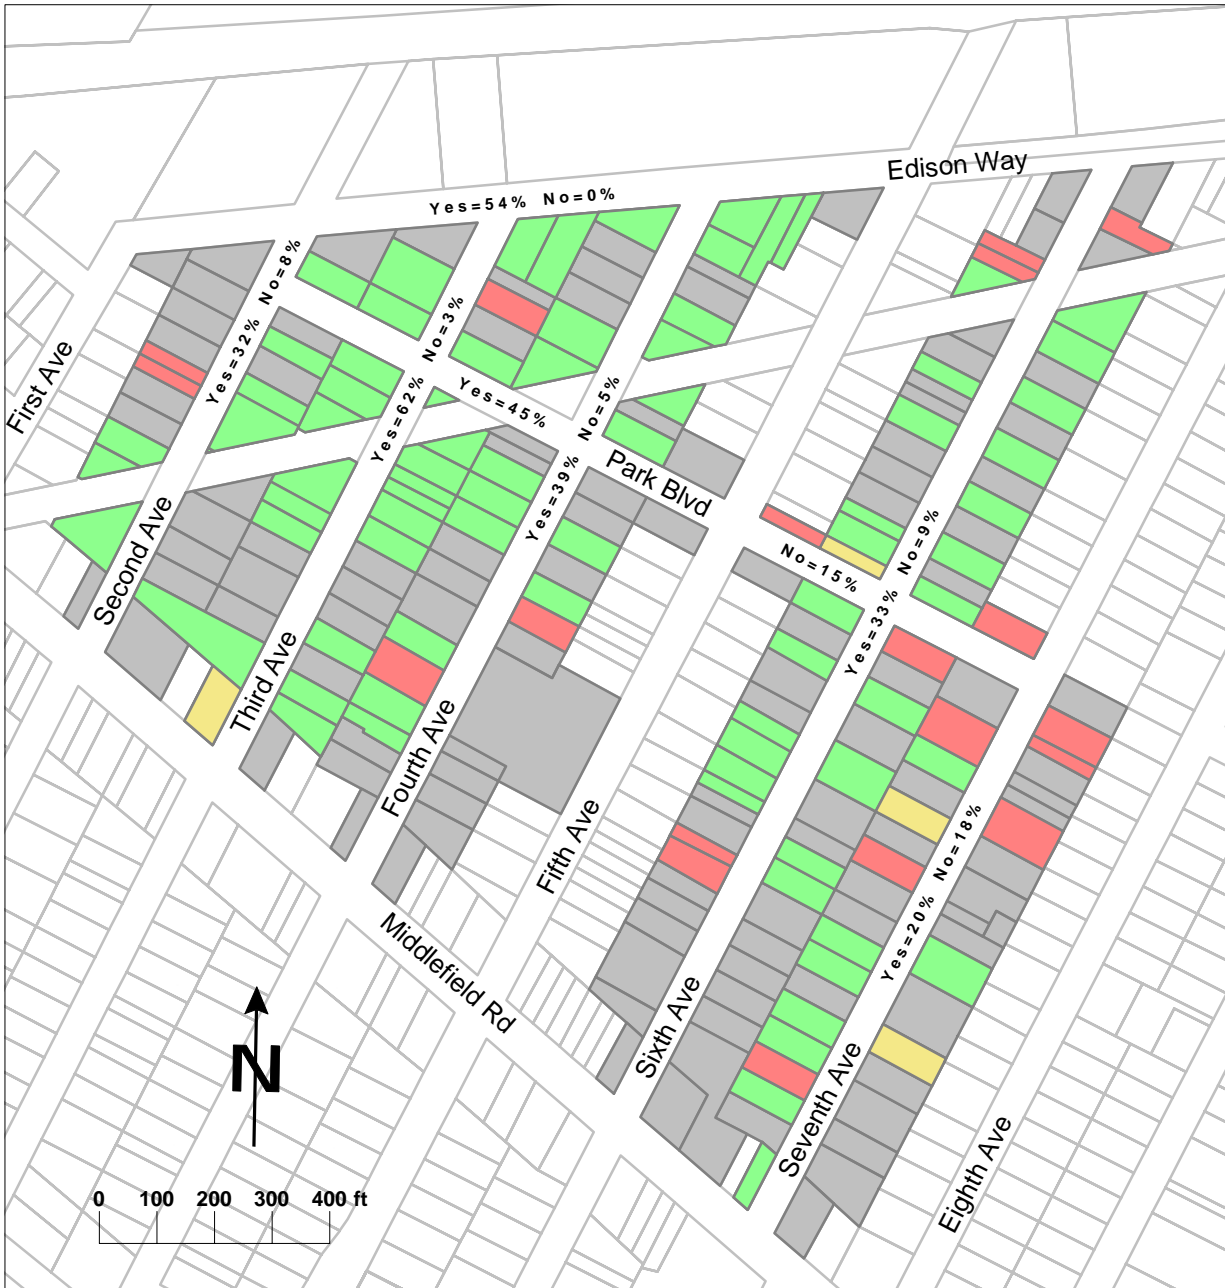 Edison Way
Yes=54% No=0%
No=8%
Yes=32%
No=3%
Yes=62%
Yes=45%
No=5%
Yes=39%
First Ave
Park Blvd
Second Ave
No=15%
No=9%
Yes=33%
Third Ave
Fourth Ave
Fifth Ave
No=18%
Yes=20%
Middlefield Rd
Sixth Ave
Seventh Ave
Eighth Ave
N
0 100 200 300 400 ft